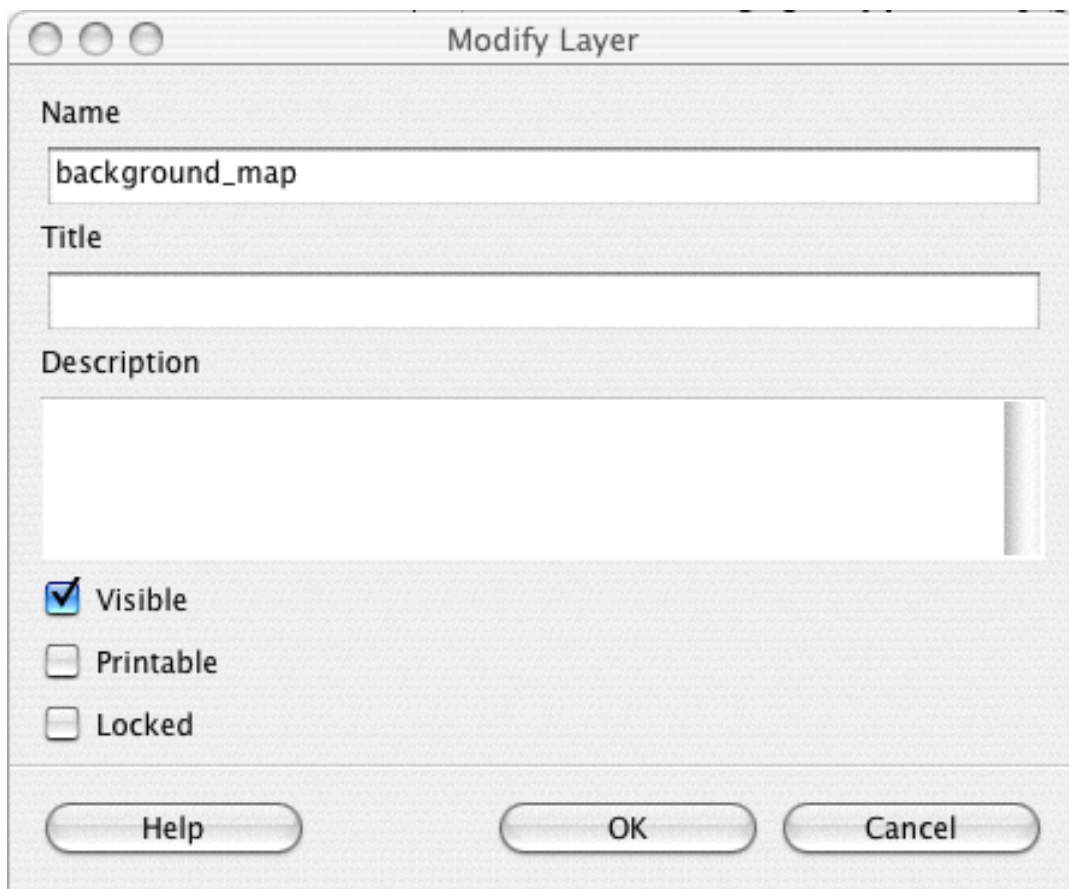 Modify Layer
Name
background_map
Title
Description
Visible
Printable
Locked
Help OK Cancel